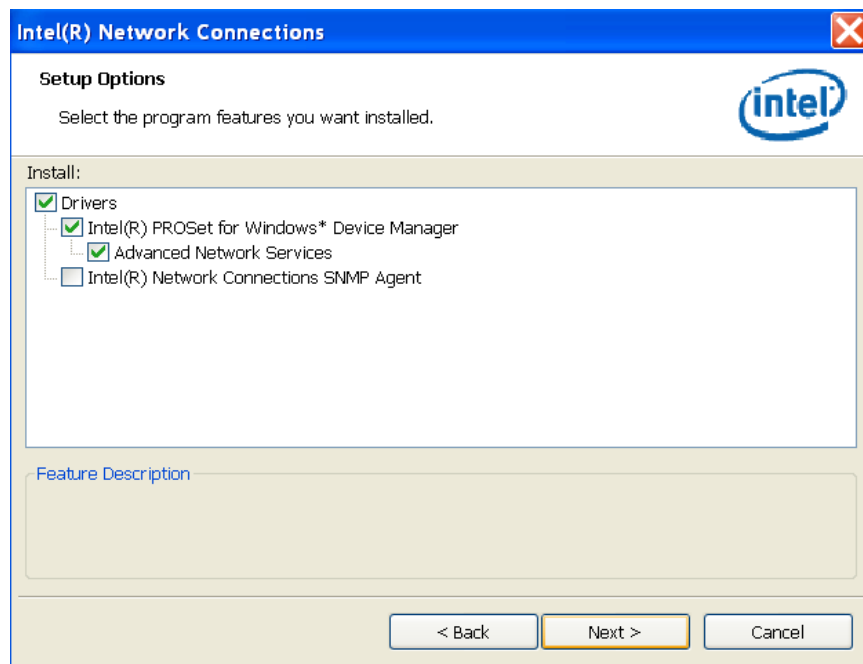 Intel(R) Network Connections
Setup Options
Select the program features you want installed.
intel
Install:
Drivers
Intel(R) PROSet for Windows* Device Manager
Advanced Network Services
Intel(R) Network Connections SNMP Agent
Feature Description
< Back
Next >
Cancel